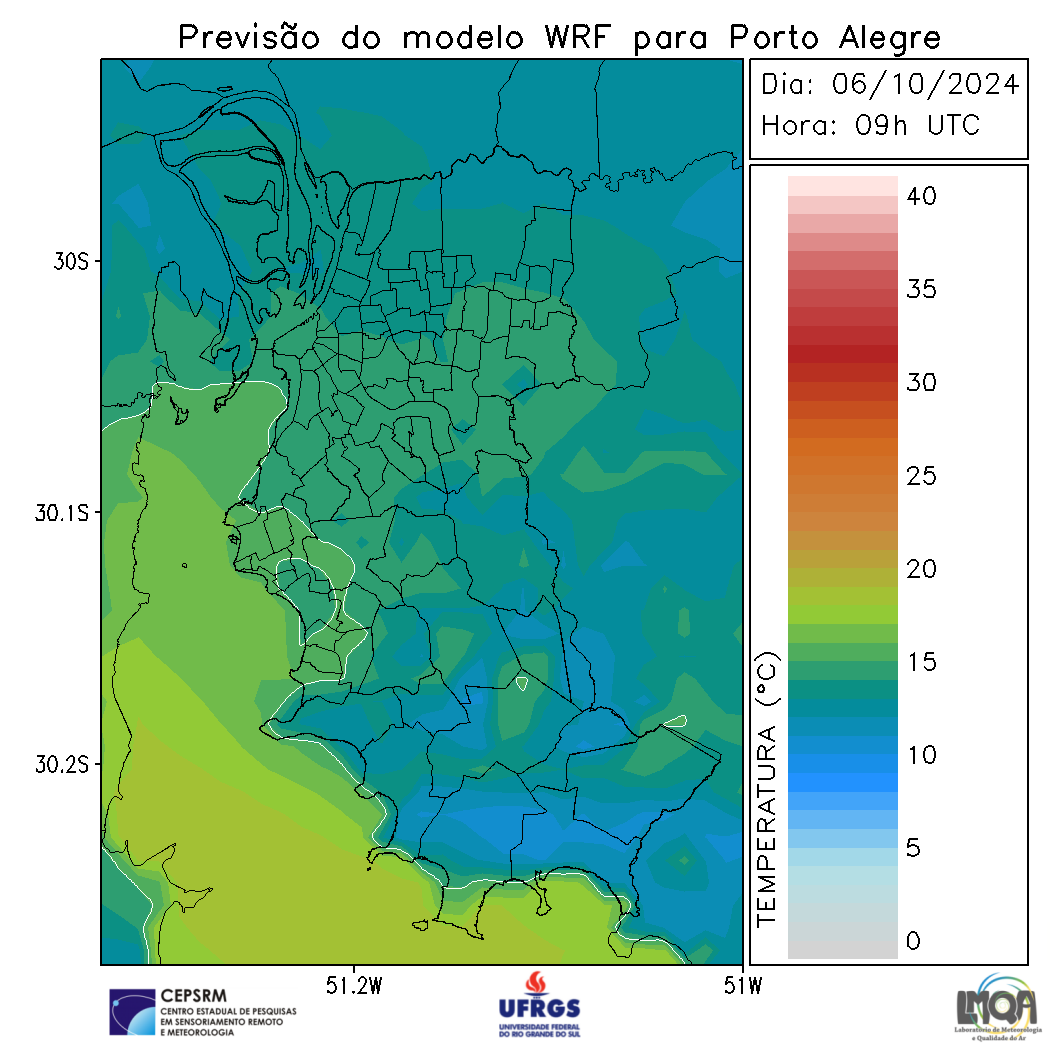 Previsão do modelo WRF para Porto Alegre
Dia: 06/10/2024
Hora: 09h UTC
40
35
30
25
20
15
10
5
0
TEMPERATURA (°C)
30S
30.1S
30.2S
51.2W
51W
CEPSRM
CENTRO ESTADUAL DE PESQUISAS
EM SENSORIAMENTO REMOTO
E METEOROLOGIA
UFRGS
UNIVERSIDADE FEDERAL
DO RIO GRANDE DO SUL
LMQA
Laboratório de Meteorologia
e Qualidade do Ar